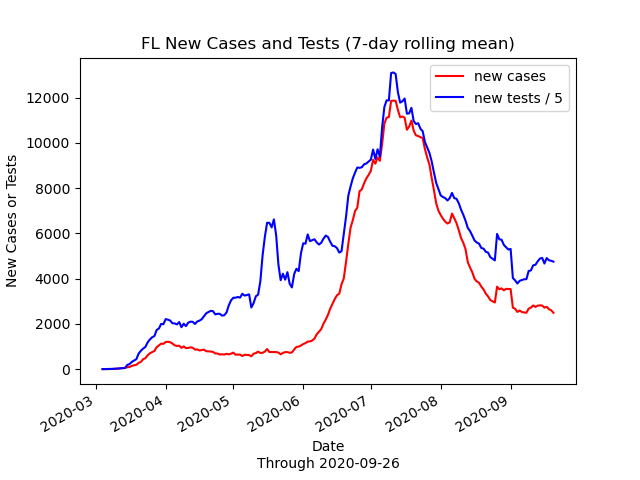 FL New Cases and Tests (7-day rolling mean)
new cases
new tests / 5
New Cases or Tests
12000
10000
8000
6000
4000
2000
0
2020-03
2020-04
2020-05
2020-06
2020-07
2020-08
2020-09
Date
Through 2020-09-26